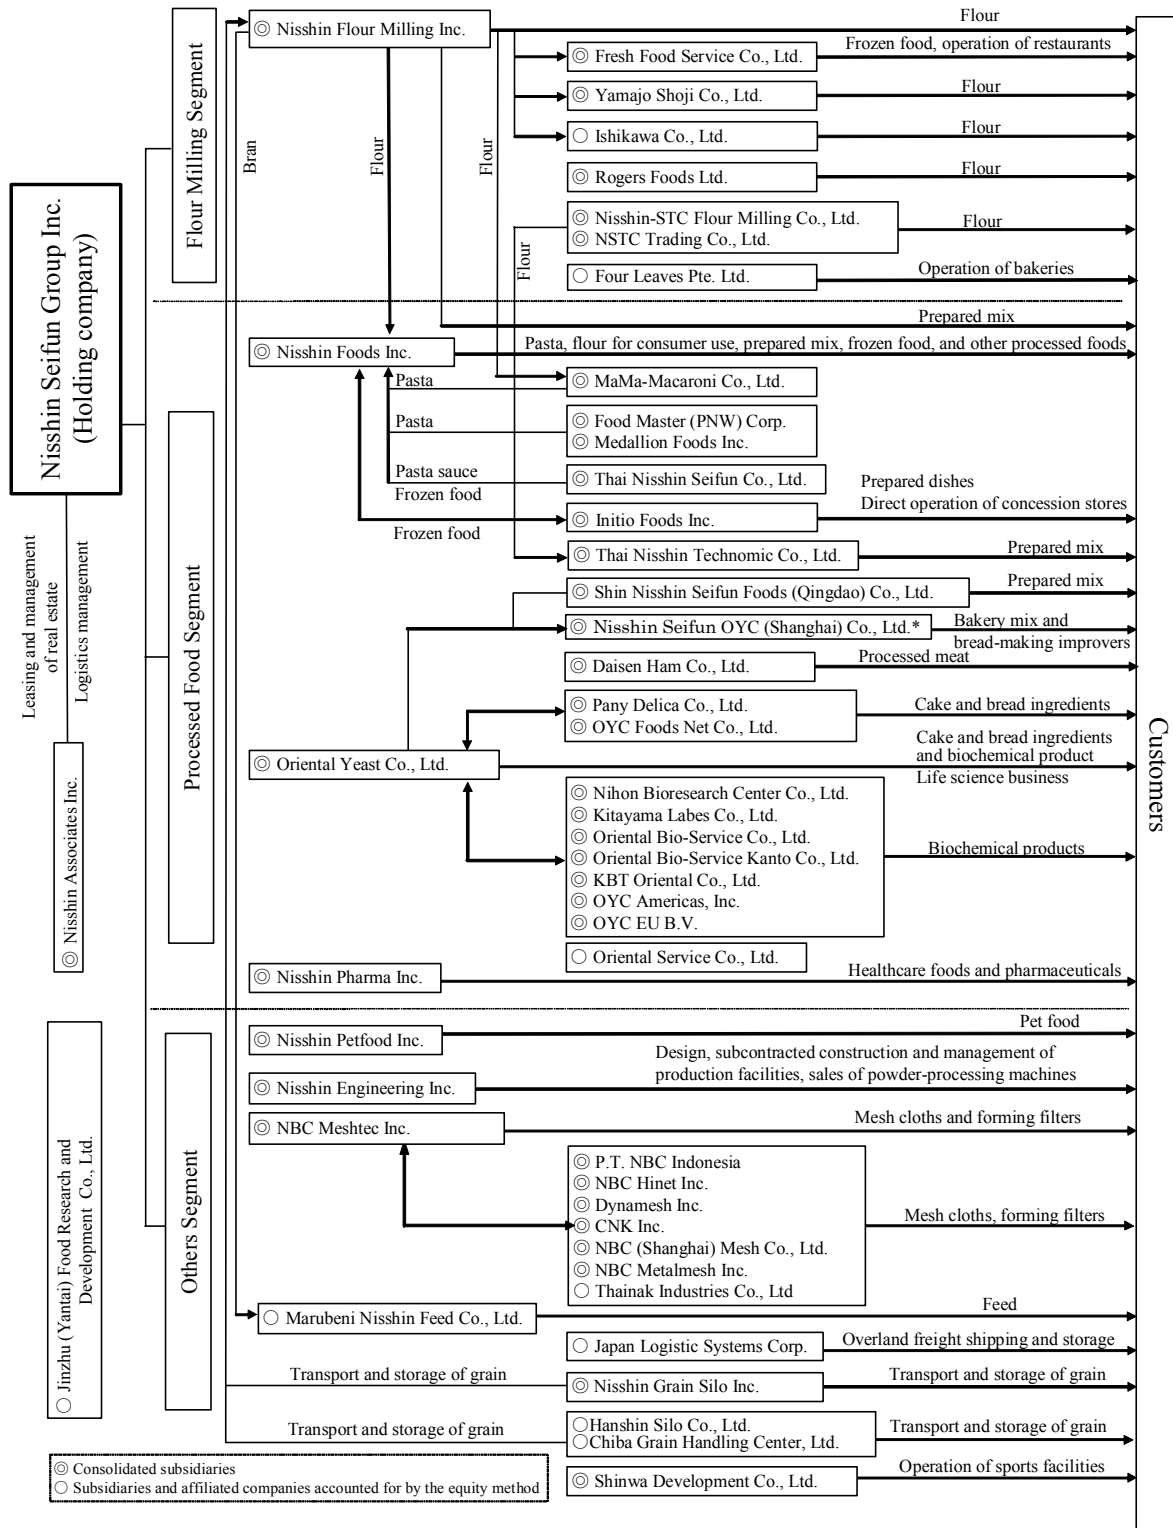 Nisshin Seifun Group Inc.
(Holding company)
Leasing and management
of real estate
Logistics management
◎ Nisshin Associates Inc.
○ Jinzhu (Yantai) Food Research and
Development Co., Ltd.
Flour Milling Segment
◎ Nisshin Flour Milling Inc.
Flour
Bran
Flour
Flour
Flour
◎ Fresh Food Service Co., Ltd.
Frozen food, operation of restaurants
◎ Yamajo Shoji Co., Ltd.
Flour
○ Ishikawa Co., Ltd.
Flour
◎ Rogers Foods Ltd.
Flour
◎ Nisshin-STC Flour Milling Co., Ltd.
◎ NSTC Trading Co., Ltd.
Flour
○ Four Leaves Pte. Ltd.
Operation of bakeries
Processed Food Segment
Prepared mix
◎ Nisshin Foods Inc.
Pasta, flour for consumer use, prepared mix, frozen food, and other processed foods
Pasta
◎ MaMa-Macaroni Co., Ltd.
Pasta
◎ Food Master (PNW) Corp.
◎ Medallion Foods Inc.
Pasta sauce
Frozen food
◎ Thai Nisshin Seifun Co., Ltd.
Frozen food
◎ Initio Foods Inc.
Prepared dishes
Direct operation of concession stores
◎ Thai Nisshin Technomic Co., Ltd.
Prepared mix
◎ Shin Nisshin Seifun Foods (Qingdao) Co., Ltd.
Prepared mix
◎ Nisshin Seifun OYC (Shanghai) Co., Ltd.*
Bakery mix and
bread-making improvers
◎ Daisen Ham Co., Ltd.
Processed meat
◎ Pany Delica Co., Ltd.
◎ OYC Foods Net Co., Ltd.
Cake and bread ingredients
◎ Oriental Yeast Co., Ltd.
Cake and bread ingredients
and biochemical product
Life science business
◎ Nihon Bioresearch Center Co., Ltd.
◎ Kitayama Labes Co., Ltd.
◎ Oriental Bio-Service Co., Ltd.
◎ Oriental Bio-Service Kanto Co., Ltd.
◎ KBT Oriental Co., Ltd.
◎ OYC Americas, Inc.
◎ OYC EU B.V.
Biochemical products
○ Oriental Service Co., Ltd.
◎ Nisshin Pharma Inc.
Healthcare foods and pharmaceuticals
Others Segment
◎ Nisshin Petfood Inc.
Pet food
◎ Nisshin Engineering Inc.
Design, subcontracted construction and management of
production facilities, sales of powder-processing machines
◎ NBC Meshtec Inc.
Mesh cloths and forming filters
◎ P.T. NBC Indonesia
◎ NBC Hinet Inc.
◎ Dynamesh Inc.
◎ CNK Inc.
◎ NBC (Shanghai) Mesh Co., Ltd.
◎ NBC Metalmesh Inc.
○ Thainak Industries Co., Ltd
Mesh cloths, forming filters
○ Marubeni Nisshin Feed Co., Ltd.
Feed
○ Japan Logistic Systems Corp.
Overland freight shipping and storage
Transport and storage of grain
◎ Nisshin Grain Silo Inc.
Transport and storage of grain
Transport and storage of grain
○Hanshin Silo Co., Ltd.
○Chiba Grain Handling Center, Ltd.
Transport and storage of grain
◎ Shinwa Development Co., Ltd.
Operation of sports facilities
Customers
◎ Consolidated subsidiaries
○ Subsidiaries and affiliated companies accounted for by the equity method